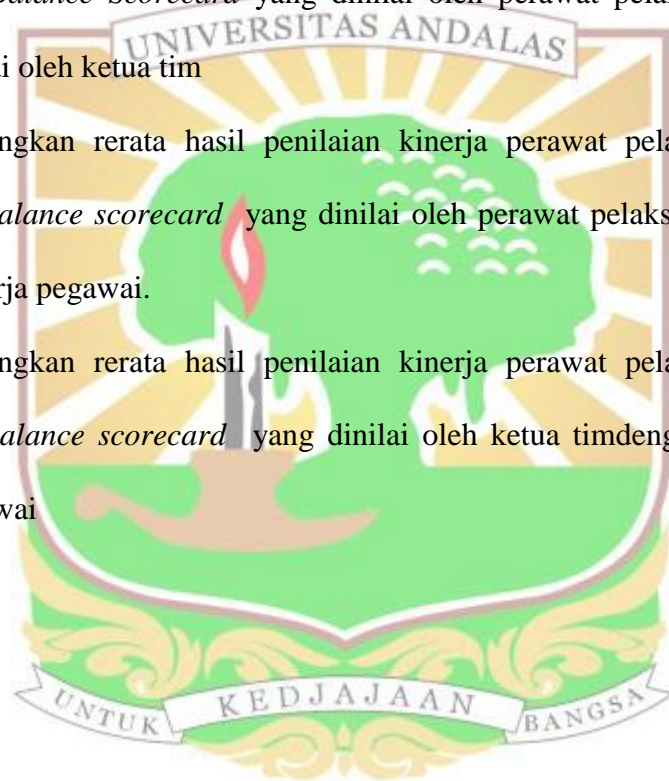 Balance Scorecard yang dinilai oleh perawat pela
UNIVERSITAS ANDALAS
ai oleh ketua tim
ngkan rerata hasil penilaian kinerja perawat pela
alance scorecard yang dinilai oleh perawat pelaks
rja pegawai.
ngkan rerata hasil penilaian kinerja perawat pela
alance scorecard yang dinilai oleh ketua timdeng
wai
UNTUK KEDJAJAAN BANGSA